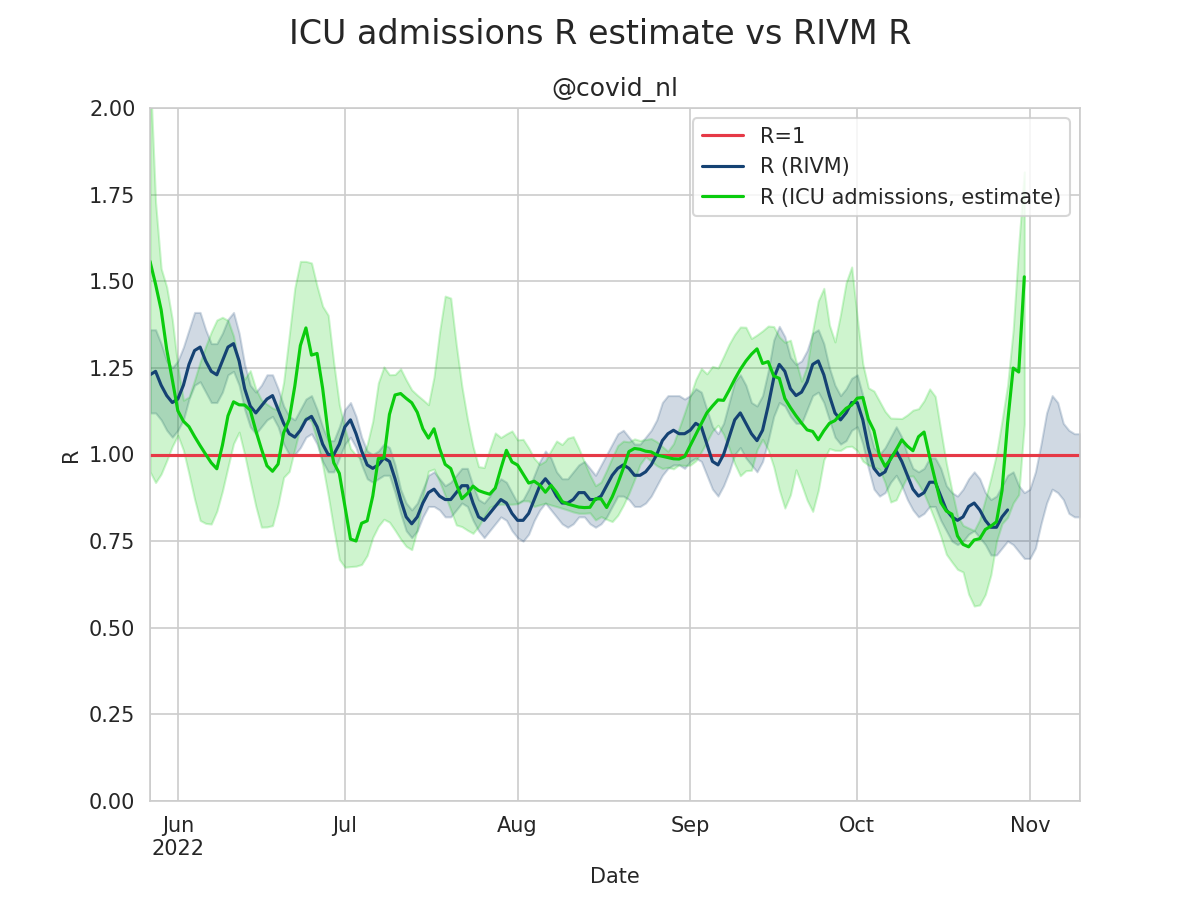 ICU admissions R estimate vs RIVM R
@covid_nl
R=1
R (RIVM)
R (ICU admissions, estimate)
2.00
1.75
1.50
1.25
1.00
0.75
0.50
0.25
0.00
R
Jun Jul Aug Sep Oct Nov
2022
Date